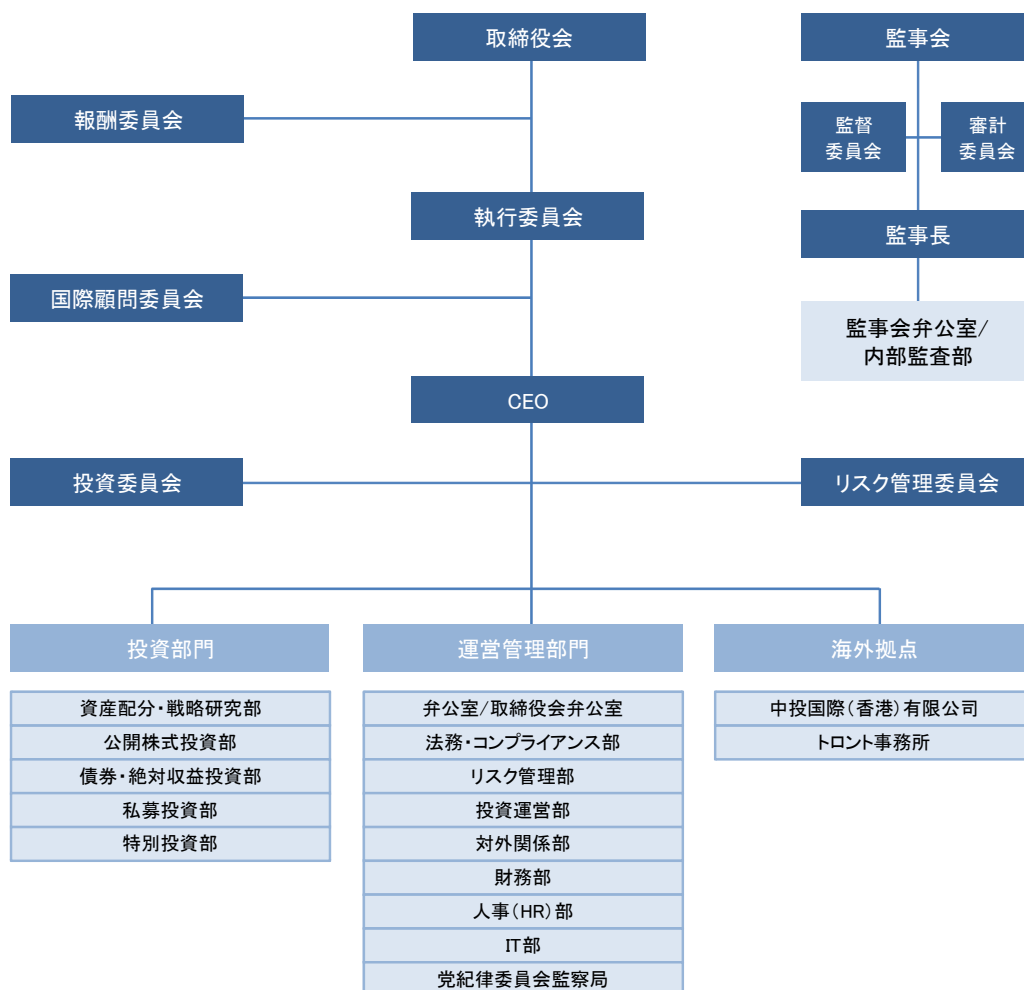 取締役会
監事会
報酬委員会
監督
委員会
審計
委員会
執行委員会
監事長
国際顧問委員会
監事会弁公室/
内部監査部
CEO
投資委員会
リスク管理委員会
投資部門
運営管理部門
海外拠点
資産配分・戦略研究部
公開株式投資部
債券・絶対収益投資部
私募投資部
特別投資部
弁公室/取締役会弁公室
法務・コンプライアンス部
リスク管理部
投資運営部
対外関係部
財務部
人事(HR)部
IT部
党紀律委員会監察局
中投国際(香港)有限公司
トロント事務所